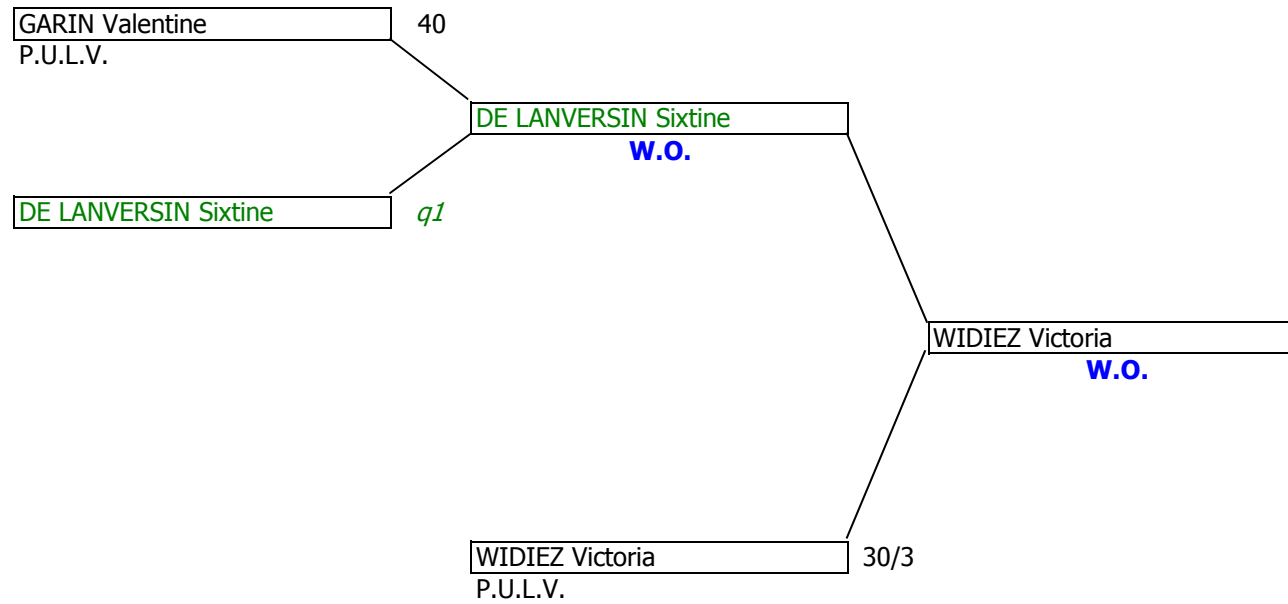 GARIN Valentine 40
P.U.L.V.
DE LANVERSIN Sixtine
W.O.
DE LANVERSIN Sixtine q1
WIDIEZ Victoria
W.O.
WIDIEZ Victoria 30/3
P.U.L.V.